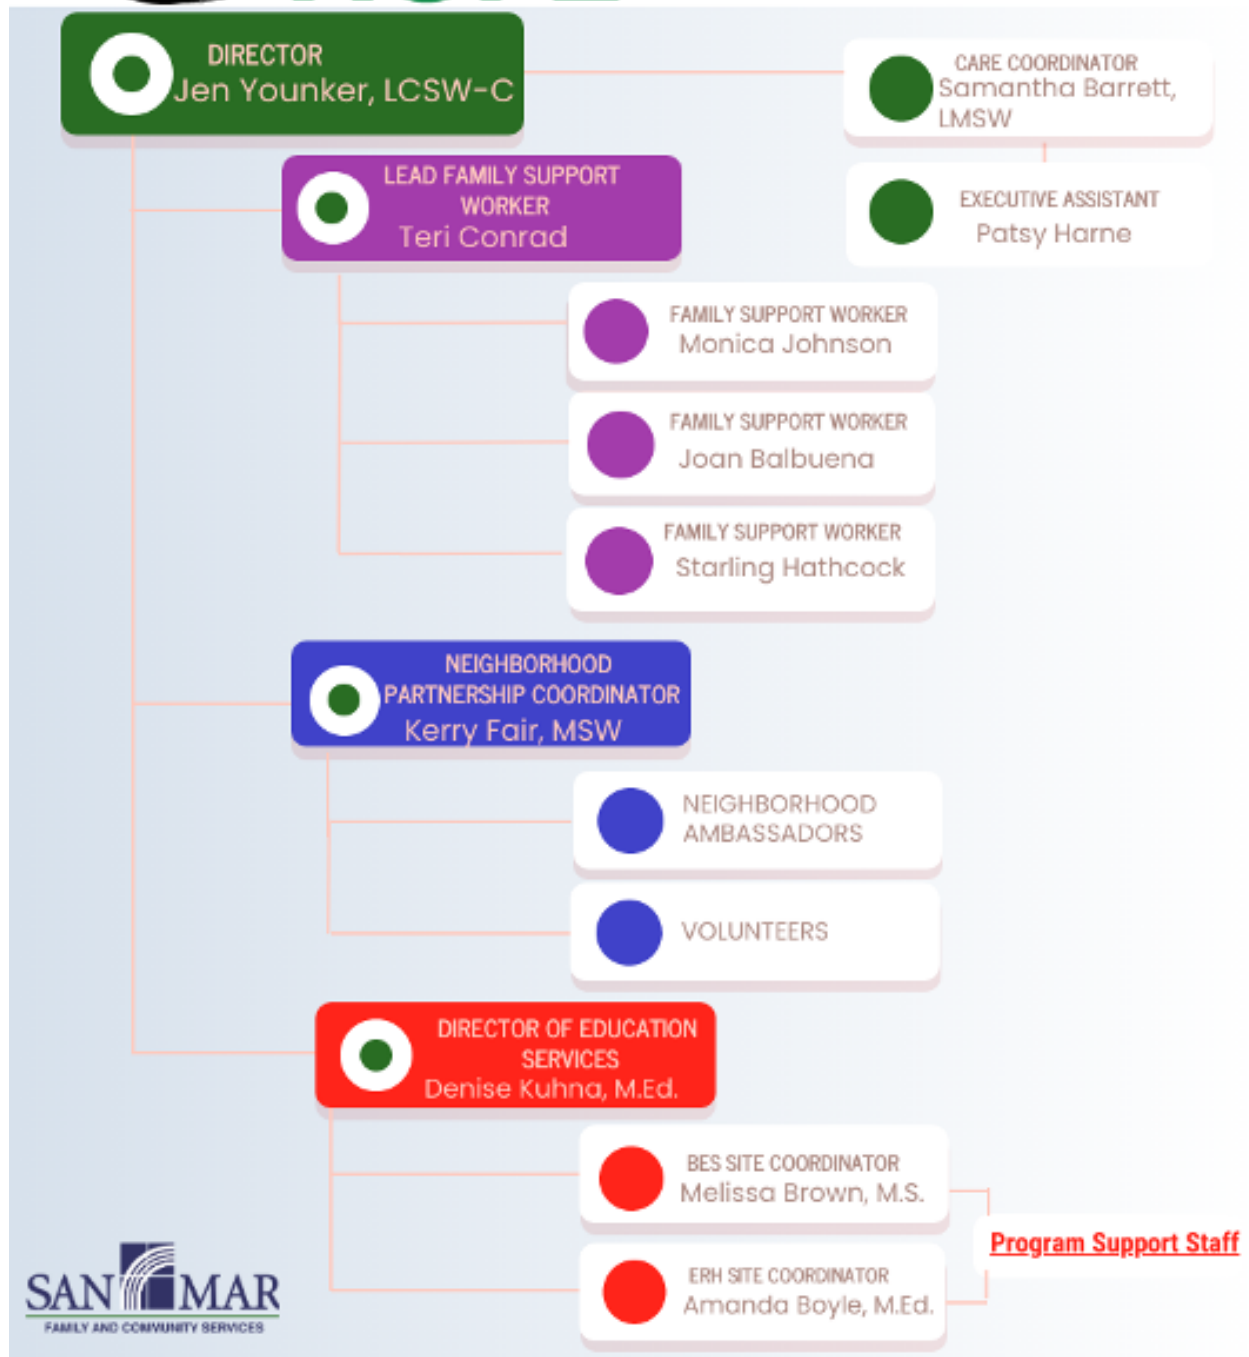 DIRECTOR
Jen Younker, LCSW-C
CARE COORDINATOR
Samantha Barrett,
LMSW
EXECUTIVE ASSISTANT
Patsy Harne
LEAD FAMILY SUPPORT
WORKER
Teri Conrad
FAMILY SUPPORT WORKER
Monica Johnson
FAMILY SUPPORT WORKER
Joan Balbuena
FAMILY SUPPORT WORKER
Starling Hathcock
NEIGHBORHOOD
PARTNERSHIP COORDINATOR
Kerry Fair, MSW
NEIGHBORHOOD
AMBASSADORS
VOLUNTEERS
DIRECTOR OF EDUCATION
SERVICES
Denise Kuhna, M.Ed.
BES SITE COORDINATOR
Melissa Brown, M.S.
Program Support Staff
ERH SITE COORDINATOR
Amanda Boyle, M.Ed.
SAN MAR
FAMILY AND COMMUNITY SERVICES